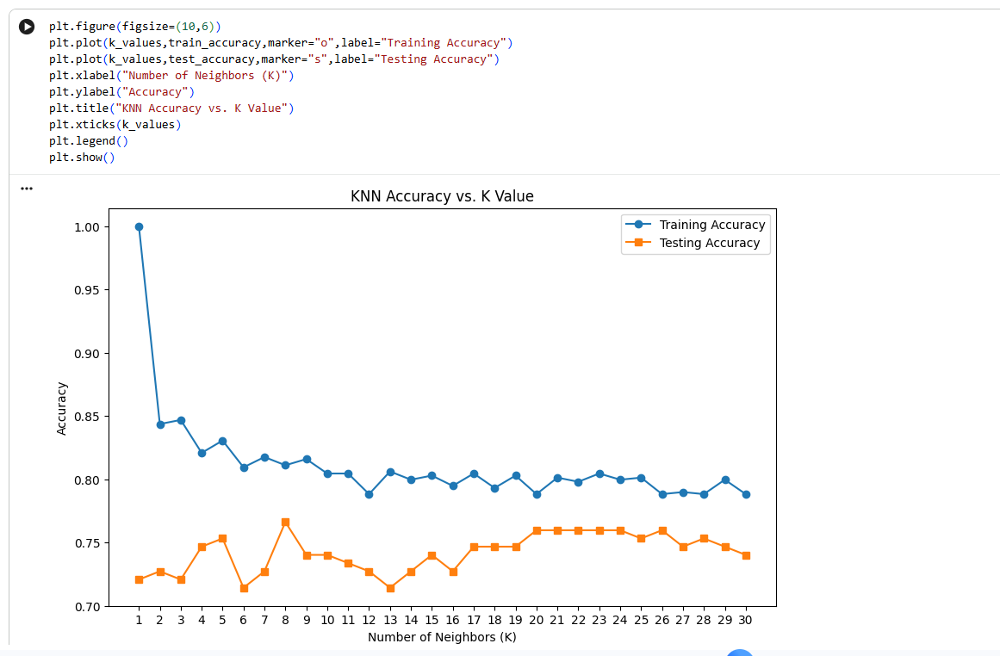 plt.figure(figsize=(10,6))
plt.plot(k_values,train_accuracy,marker="o",label="Training Accuracy")
plt.plot(k_values,test_accuracy,marker="s",label="Testing Accuracy")
plt.xlabel("Number of Neighbors (K)")
plt.ylabel("Accuracy")
plt.title("KNN Accuracy vs. K Value")
plt.xticks(k_values)
plt.legend()
plt.show()
KNN Accuracy vs. K Value
Training Accuracy
Testing Accuracy
1.00
0.95
0.90
0.85
0.80
0.75
0.70
Accuracy
1 2 3 4 5 6 7 8 9 10 11 12 13 14 15 16 17 18 19 20 21 22 23 24 25 26 27 28 29 30
Number of Neighbors (K)